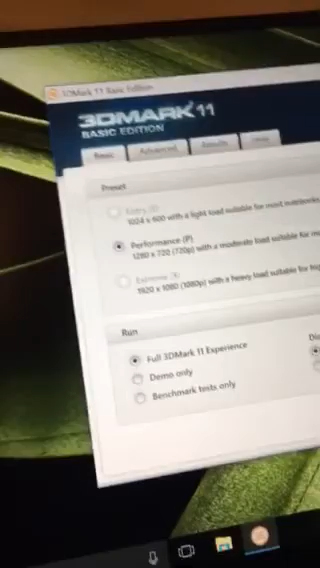 3DMark 11 Basic Edition
3DMARK 11
BASIC EDITION
Basic Advanced Results Help
Preset
Entry (E)
1024 x 600 with a light load suitable for most notebooks
Performance (P)
1280 x 720 (720p) with a moderate load suitable for
Extreme (X)
1920 x 1080 (1080p) with a heavy load suitable for
Run
Full 3DMark 11 Experience
Demo only
Benchmark tests only